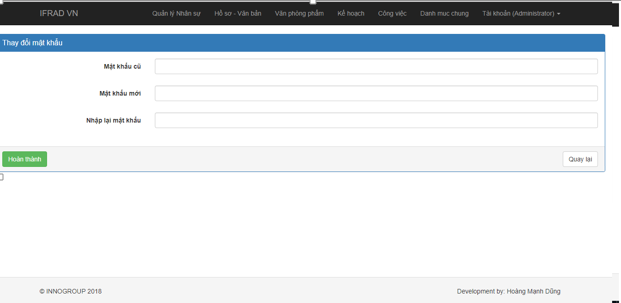 IFRAD VN Quản lý Nhân sự Hồ sơ - Văn bản Văn phòng phẩm Kế hoạch Công việc Danh mục chung Tài khoản (Administrator)
Thay đổi mật khẩu
Mật khẩu cũ
Mật khẩu mới
Nhập lại mật khẩu
Hoàn thành Quay lại
© INNOGROUP 2018 Development by: Hoàng Mạnh Dũng